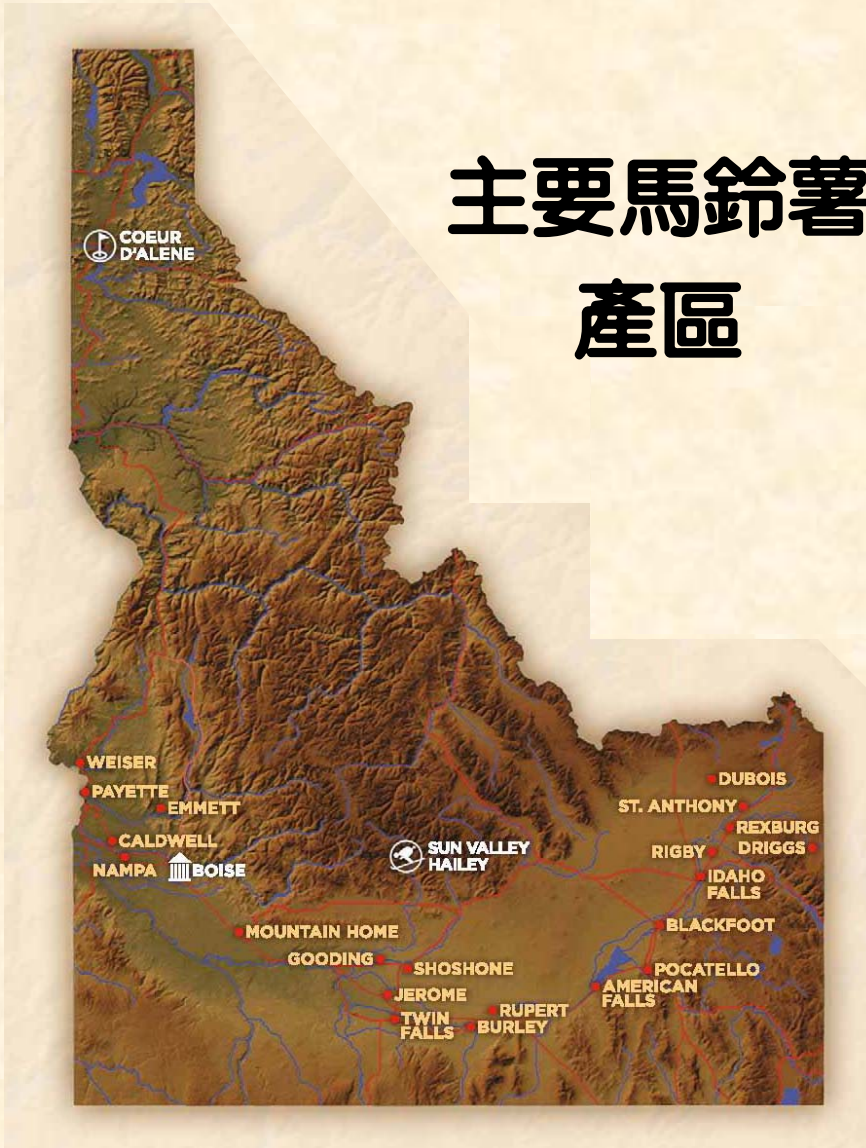 主要馬鈴薯
產區
COEUR
D'ALENE
WEISER
PAYETTE
EMMETT
CALDWELL
NAMPA
BOISE
SUN VALLEY
HAILEY
DUBOIS
ST. ANTHONY
REXBURG
RIGBY
DRIGGS
IDAHO
FALLS
BLACKFOOT
MOUNTAIN HOME
GOODING
SHOSHONE
POCATELLO
AMERICAN
FALLS
JEROME
RUPERT
TWIN
FALLS
BURLEY